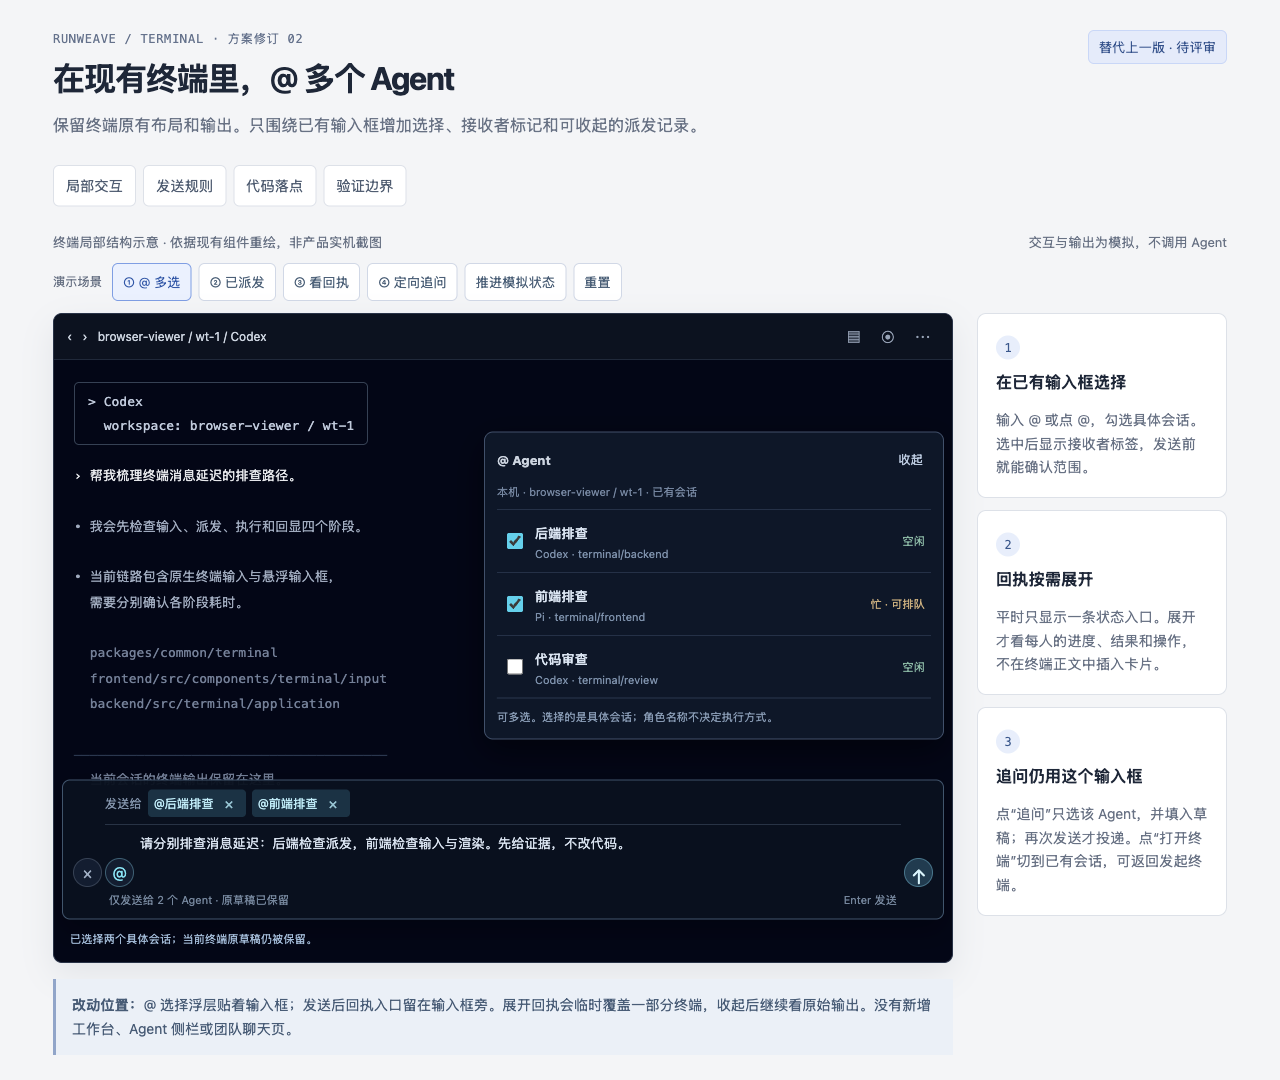 RUNWEAVE / TERMINAL · 方案修订 02
替代上一版 · 待评审
在现有终端里，@ 多个 Agent
保留终端原有布局和输出。只围绕已有输入框增加选择、接收者标记和可收起的派发记录。
局部交互
发送规则
代码落点
验证边界
终端局部结构示意 · 依据现有组件重绘，非产品实机截图
交互与输出为模拟，不调用 Agent
演示场景
① @ 多选
② 已派发
③ 看回执
④ 定向追问
推进模拟状态
重置
‹ › browser-viewer / wt-1 / Codex
> Codex
workspace: browser-viewer / wt-1
› 帮我梳理终端消息延迟的排查路径。
• 我会先检查输入、派发、执行和回显四个阶段。
• 当前链路包含原生终端输入与悬浮输入框，
需要分别确认各阶段耗时。
packages/common/terminal
frontend/src/components/terminal/input
backend/src/terminal/application
当前会话的终端输出保留在这里
@ Agent
收起
本机 · browser-viewer / wt-1 · 已有会话
后端排查
Codex · terminal/backend
空闲
前端排查
Pi · terminal/frontend
忙 · 可排队
代码审查
Codex · terminal/review
空闲
可多选。选择的是具体会话；角色名称不决定执行方式。
发送给 @后端排查 × @前端排查 ×
请分别排查消息延迟：后端检查派发，前端检查输入与渲染。先给证据，不改代码。
× @ ↑
仅发送给 2 个 Agent · 原草稿已保留
Enter 发送
已选择两个具体会话；当前终端原草稿仍被保留。
1
在已有输入框选择
输入 @ 或点 @，勾选具体会话。
选中后显示接收者标签，发送前
就能确认范围。
2
回执按需展开
平时只显示一条状态入口。展开
才看每人的进度、结果和操作，
不在终端正文中插入卡片。
3
追问仍用这个输入框
点“追问”只选该 Agent，并填入草
稿；再次发送才投递。点“打开终
端”切到已有会话，可返回发起终
端。
改动位置：@ 选择浮层贴着输入框；发送后回执入口留在输入框旁。展开回执会临时覆盖一部分终端，收起后继续看原始输出。没有新增
工作台、Agent 侧栏或团队聊天页。